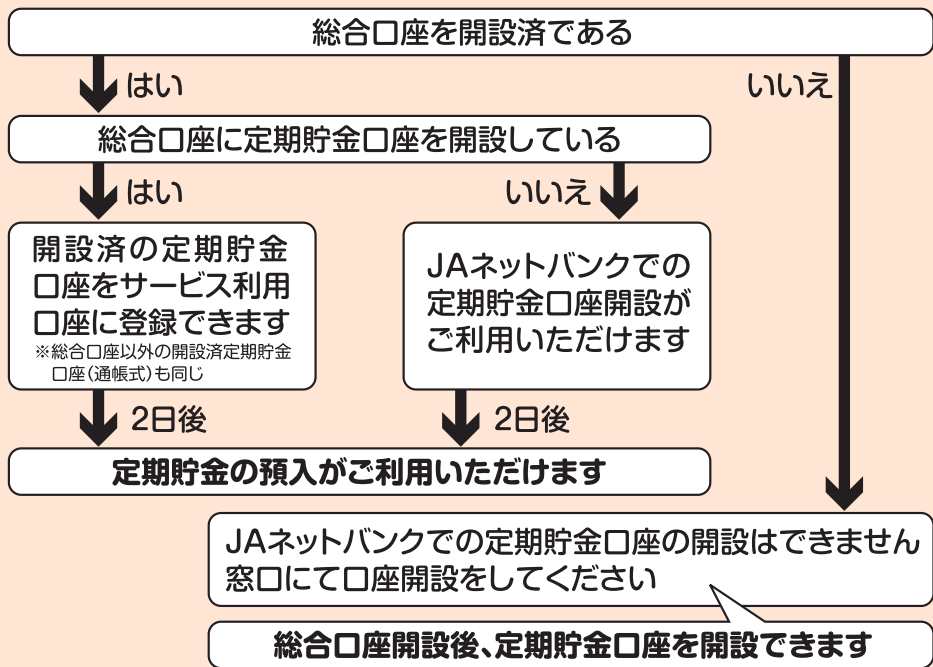 総合口座を開設済である
はい
いいえ
総合口座に定期貯金口座を開設している
はい
いいえ
開設済の定期貯金
口座をサービス利用
口座に登録できます
※総合口座以外の開設済定期貯金
口座(通帳式)も同じ
JAネットバンクでの
定期貯金口座開設が
ご利用いただけます
2日後
2日後
定期貯金の預入がご利用いただけます
JAネットバンクでの定期貯金口座の開設はできません
窓口にて口座開設をしてください
総合口座開設後、定期貯金口座を開設できます